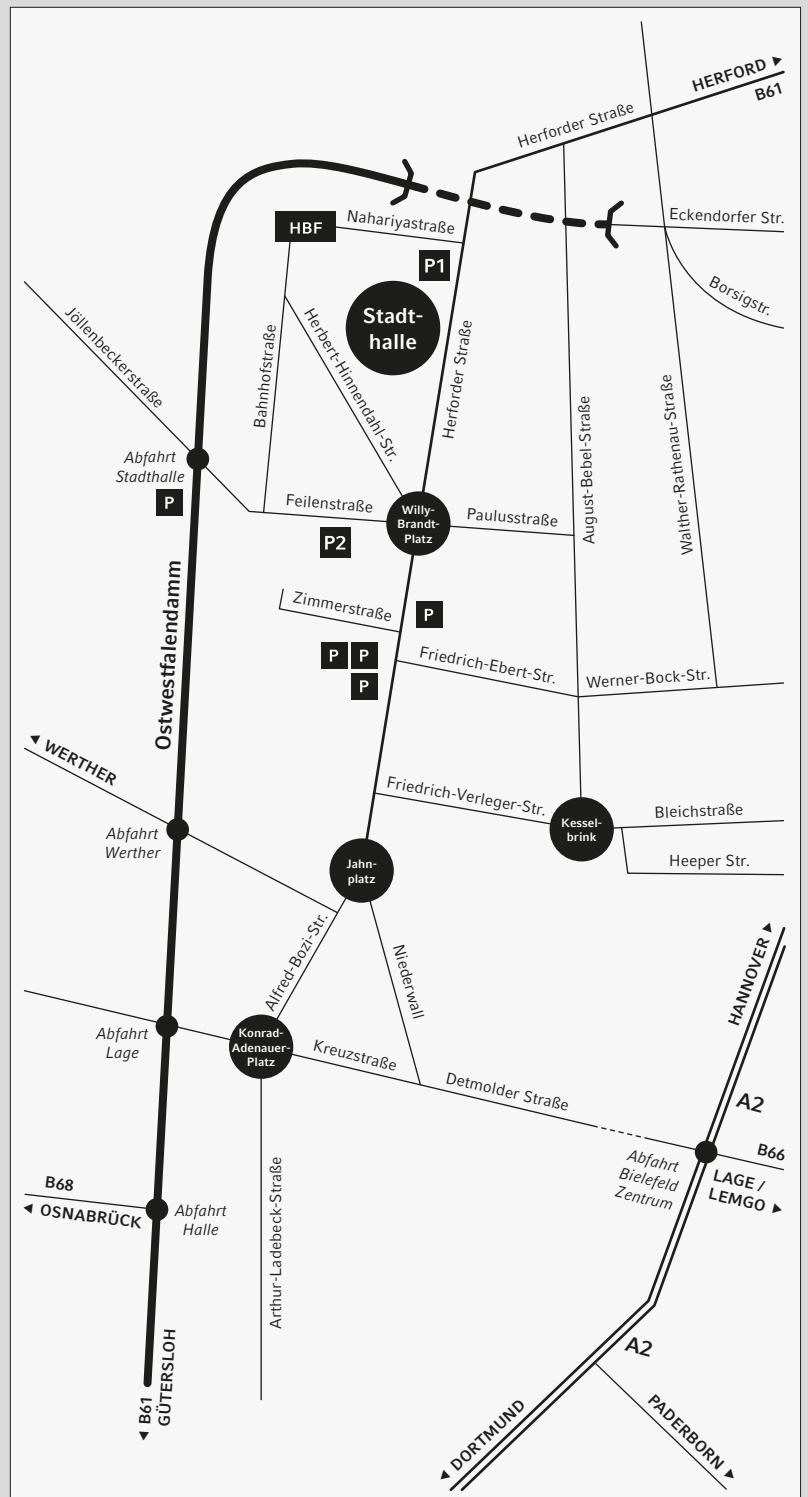 HERFORD
B61
Herforder Straße
Eckendorfer Str.
Nahariyastraße
HBF
P1
Borsigstr.
Stadt-
halle
Jöllenbeckerstraße
Bahnhofstraße
Herbert-Hinnendahl-Str.
Herforder Straße
August-Bebel-Straße
Walther-Rathenau-Straße
Abfahrt
Stadthalle
P
Feilenstraße
Willy-
Brandt-
Platz
Paulusstraße
P2
Ostwestfalendamm
Zimmerstraße
P
P
P
P
Friedrich-Ebert-Str.
Werner-Bock-Str.
WERTHER
Friedrich-Verleger-Str.
Kessel-
brink
Bleichstraße
Heeper Str.
Abfahrt
Werther
Jahn-
platz
Alfred-Bozi-Str.
Niederwall
HANNOVER
Abfahrt
Lage
Konrad-
Adenauer-
Platz
Kreuzstraße
Detmolder Straße
A2
B66
Abfahrt
Bielefeld
Zentrum
LAGE /
LEMGO
B68
OSNABRÜCK
Abfahrt
Halle
Arthur-Ladebeck-Straße
A2
B61
GÜTERSLOH
DORTMUND
PADERBORN